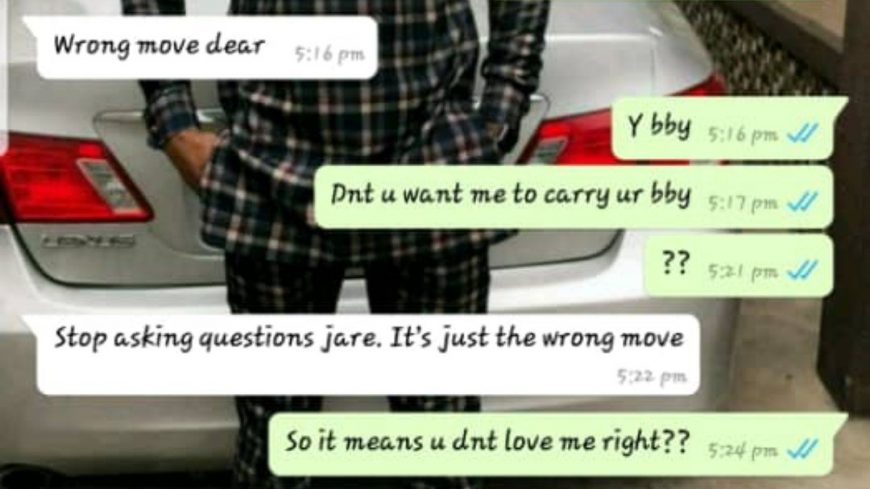 Wrong move dear 5:16 pm
Y bby 5:16 pm
Dnt u want me to carry ur bby 5:17 pm
LEXUS
?? 5:21 pm
Stop asking questions jare. It's just the wrong move
5:22 pm
So it means u dnt love me right?? 5:24 pm